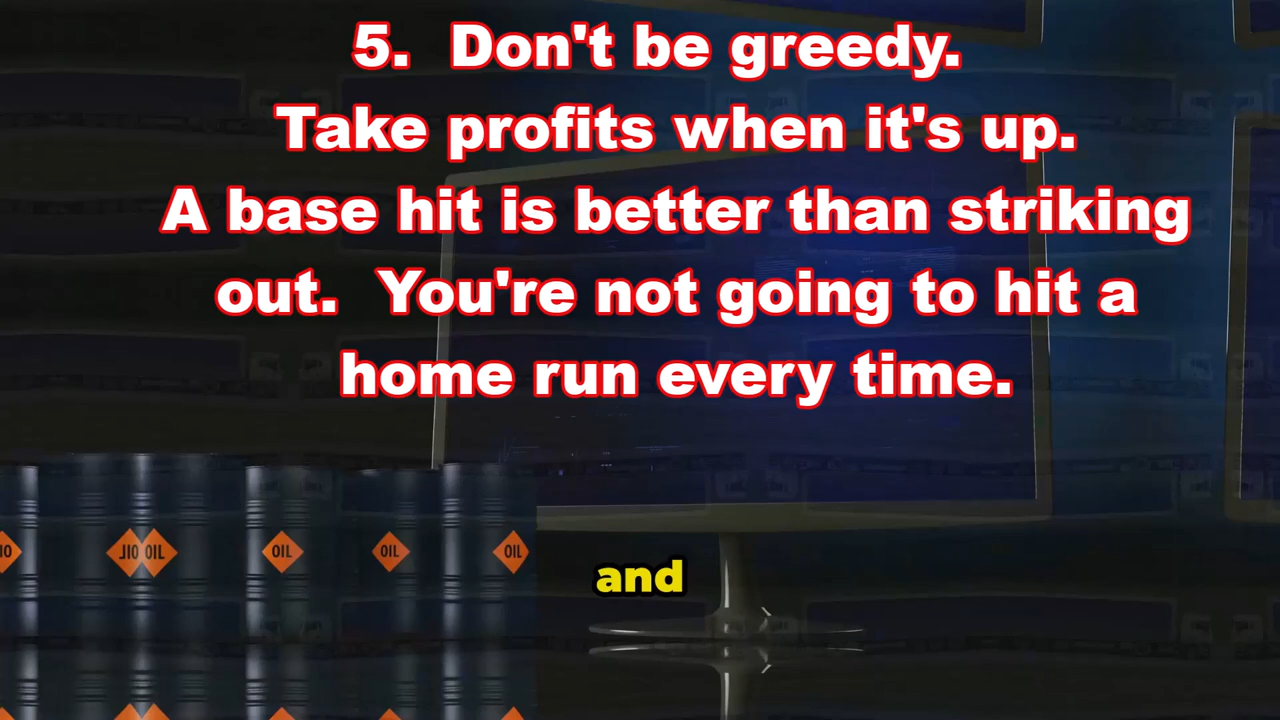 5. Don't be greedy.
Take profits when it's up.
A base hit is better than striking
out. You're not going to hit a
home run every time.
OIL
OIL
OIL
OIL
OIL
and